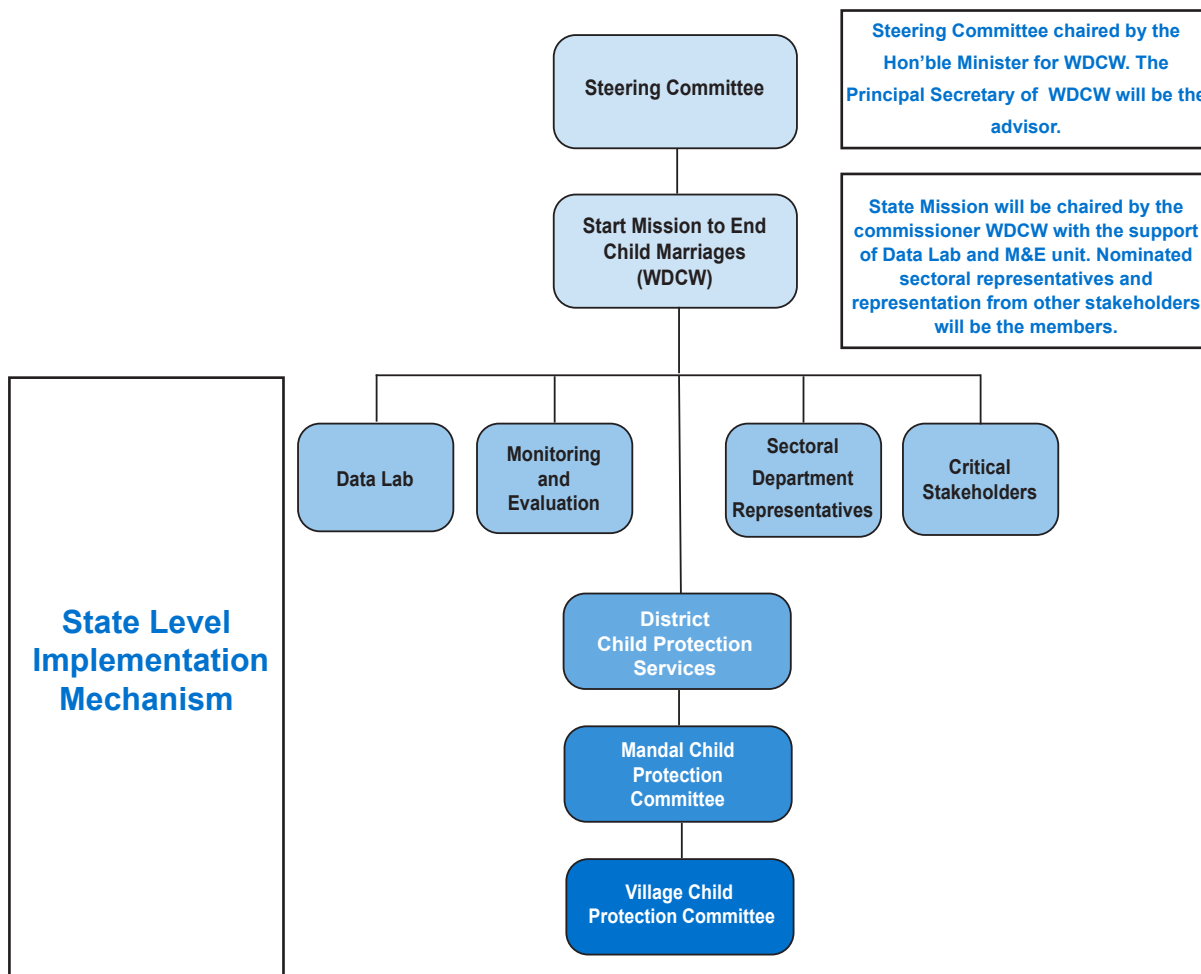 Steering Committee
Steering Committee chaired by the
Hon'ble Minister for WDCW. The
Principal Secretary of WDCW will be the
advisor.
Start Mission to End
Child Marriages
(WDCW)
State Mission will be chaired by the
commissioner WDCW with the support
of Data Lab and M&E unit. Nominated
sectoral representatives and
representation from other stakeholders
will be the members.
Data Lab
Monitoring
and
Evaluation
Sectoral
Department
Representatives
Critical
Stakeholders
State Level
Implementation
Mechanism
District
Child Protection
Services
Mandal Child
Protection
Committee
Village Child
Protection Committee